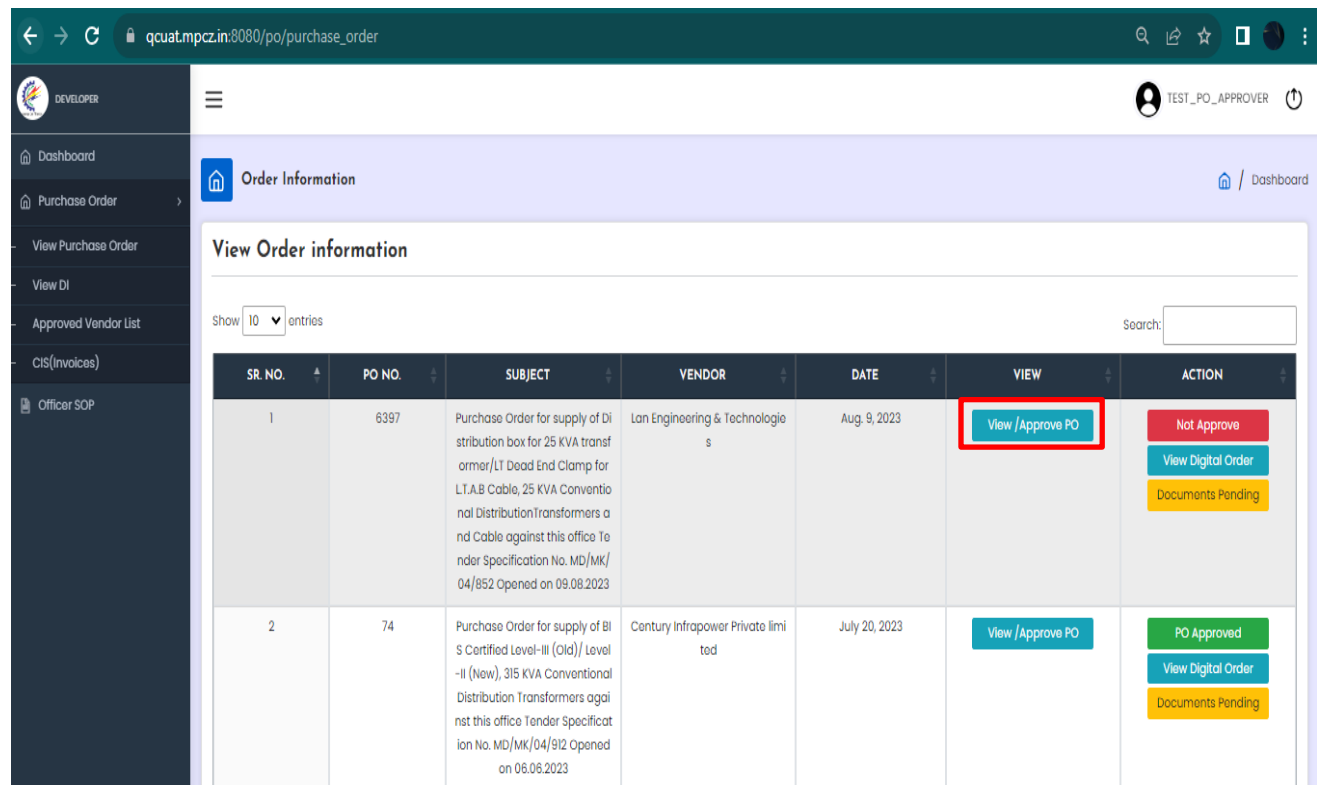 qcuat.mpcz.in:8080/po/purchase_order
DEVELOPER
TEST_PO_APPROVER
Dashboard
Purchase Order
View Purchase Order
View DI
Approved Vendor List
CIS(Invoices)
Officer SOP
Order Information
/ Dashboard
View Order information
Show 10 entries
Search:
SR. NO. PO NO. SUBJECT VENDOR DATE VIEW ACTION
1
6397
Purchase Order for supply of Di
stribution box for 25 KVA transf
ormer/LT Dead End Clamp for
L.T.A.B Cable, 25 KVA Conventio
nal DistributionTransformers a
nd Cable against this office Te
nder Specification No. MD/MK/
04/852 Opened on 09.08.2023
Lan Engineering & Technologie
s
Aug. 9, 2023
View /Approve PO
Not Approve
View Digital Order
Documents Pending
2
74
Purchase Order for supply of BI
S Certified Level-III (Old)/ Level
-II (New), 315 KVA Conventional
Distribution Transformers agai
nst this office Tender Specificat
ion No. MD/MK/04/912 Opened
on 06.06.2023
Century Infrapower Private limi
ted
July 20, 2023
View /Approve PO
PO Approved
View Digital Order
Documents Pending